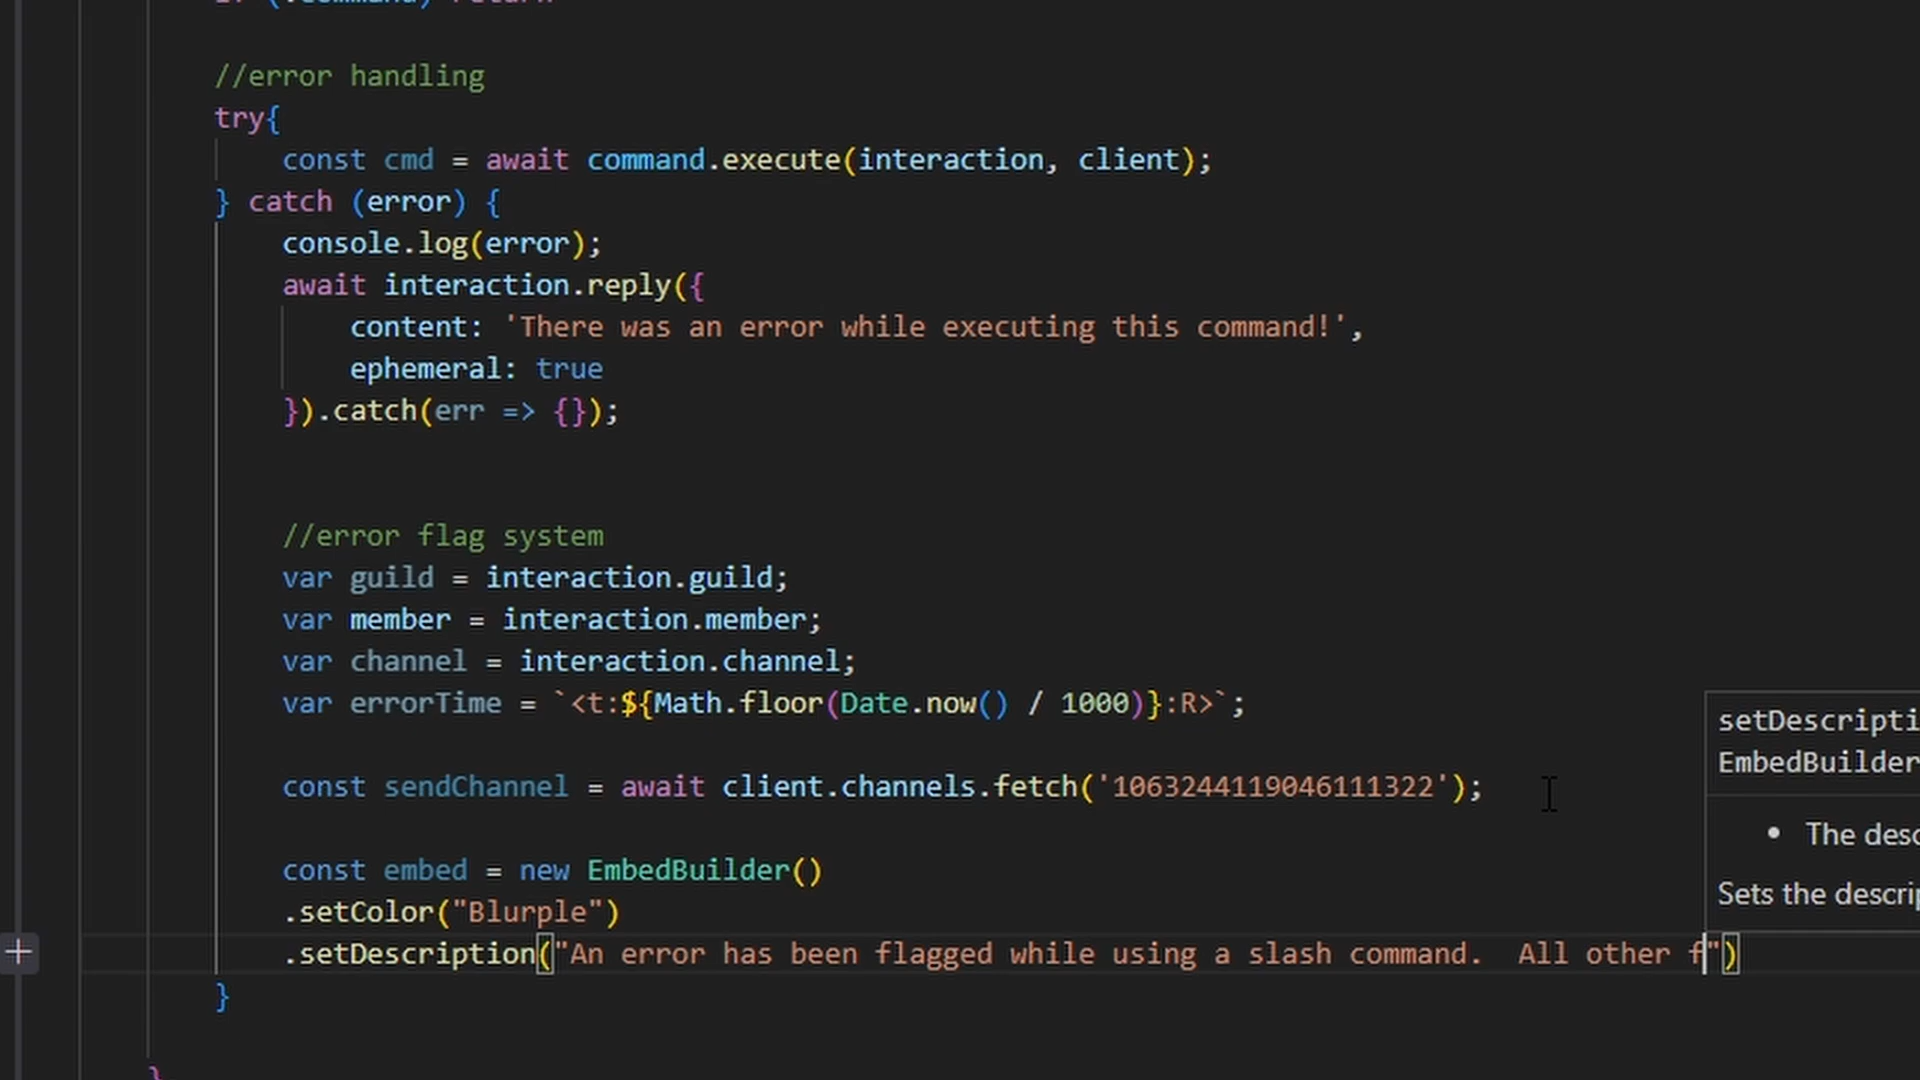 //error handling
try{
const cmd = await command.execute(interaction, client);
} catch (error) {
console.log(error);
await interaction.reply({
content: 'There was an error while executing this command!',
ephemeral: true
}).catch(err => {});
//error flag system
var guild = interaction.guild;
var member = interaction.member;
var channel = interaction.channel;
var errorTime = `<t:${Math.floor(Date.now() / 1000)}:R>`;
const sendChannel = await client.channels.fetch('1063244119046111322');
const embed = new EmbedBuilder()
.setColor("Blurple")
.setDescription("An error has been flagged while using a slash command.  All other f")
}
}
setDescripti
EmbedBuilder
• The desc
Sets the descrip